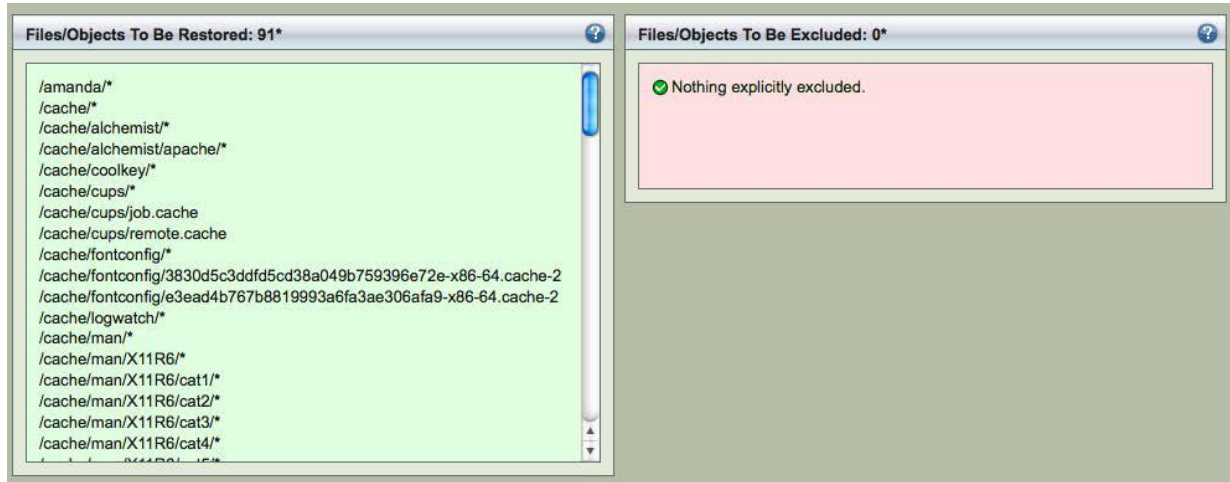 Files/Objects To Be Restored: 91*
/amanda/*
/cache/*
/cache/alchemist/*
/cache/alchemist/apache/*
/cache/coolkey/*
/cache/cups/*
/cache/cups/job.cache
/cache/cups/remote.cache
/cache/fontconfig/*
/cache/fontconfig/3830d5c3ddfd5cd38a049b759396e72e-x86-64.cache-2
/cache/fontconfig/e3ead4b767b8819993a6fa3ae306afa9-x86-64.cache-2
/cache/logwatch/*
/cache/man/*
/cache/man/X11R6/*
/cache/man/X11R6/cat1/*
/cache/man/X11R6/cat2/*
/cache/man/X11R6/cat3/*
/cache/man/X11R6/cat4/*
Files/Objects To Be Excluded: 0*
Nothing explicitly excluded.